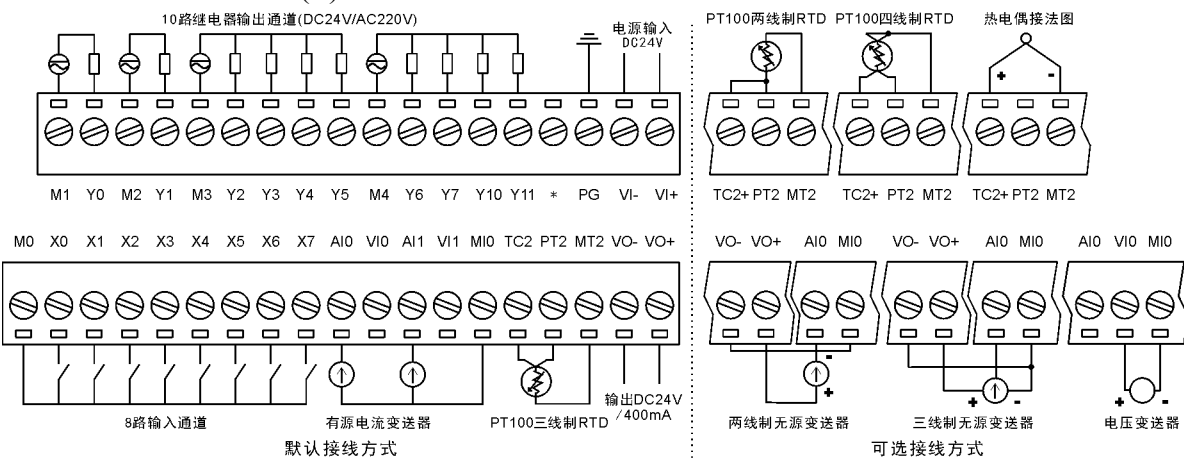 10路继电器输出通道(DC24V/AC220V)
电源输入
DC24V
PT100两线制RTD PT100四线制RTD 热电偶接法图
+ -
M1 Y0 M2 Y1 M3 Y2 Y3 Y4 Y5 M4 Y6 Y7 Y10 Y11 * PG VI- VI+
TC2+ PT2 MT2 TC2+ PT2 MT2 TC2+ PT2 MT2
M0 X0 X1 X2 X3 X4 X5 X6 X7 AI0 VI0 AI1 VI1 MI0 TC2 PT2 MT2 VO- VO+
VO- VO+ AI0 MI0 VO- VO+ AI0 MI0 AI0 VI0 MI0
8路输入通道
有源电流变送器
PT100三线制RTD
输出DC24V
/400mA
- +
两线制无源变送器
+ -
三线制无源变送器
+ -
电压变送器
默认接线方式
可选接线方式